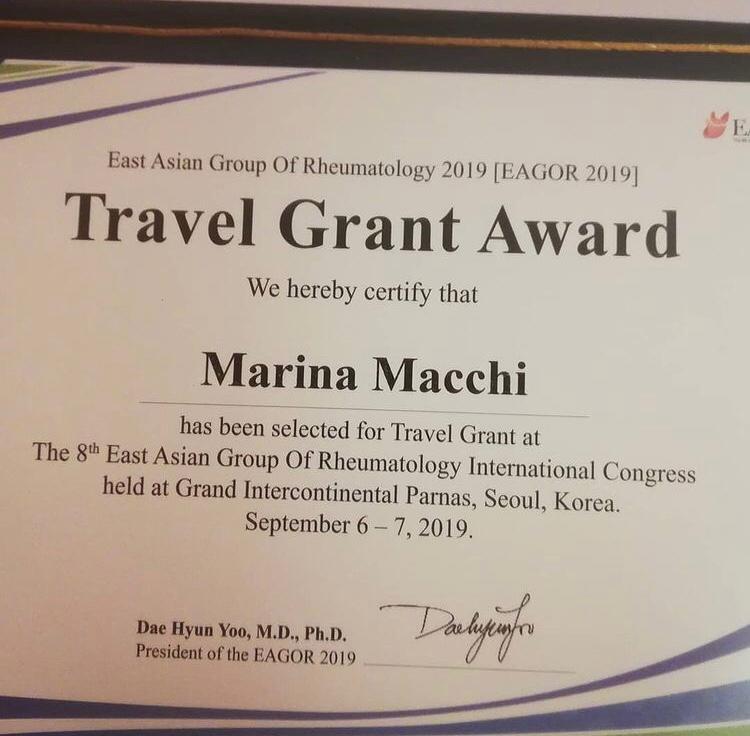 East Asian Group Of Rheumatology 2019 [EAGOR 2019]
Travel Grant Award
We hereby certify that
Marina Macchi
has been selected for Travel Grant at
The 8th East Asian Group Of Rheumatology International Congress
held at Grand Intercontinental Parnas, Seoul, Korea.
September 6 – 7, 2019.
Dae Hyun Yoo, M.D., Ph.D.
President of the EAGOR 2019